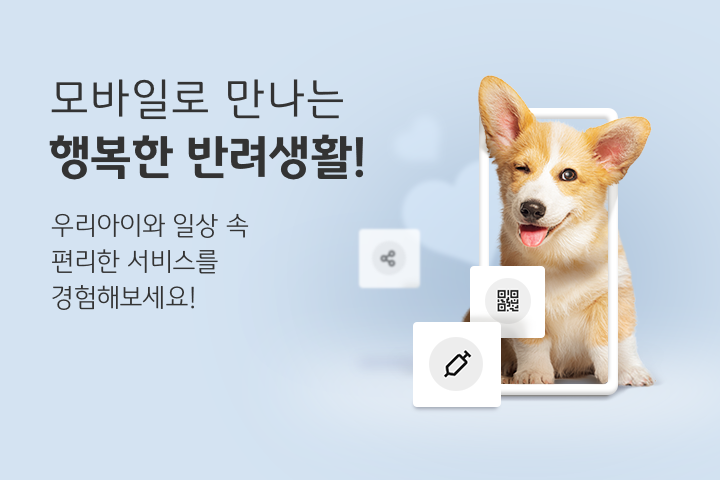 모바일로 만나는
행복한 반려생활!
우리아이와 일상 속
편리한 서비스를
경험해보세요!